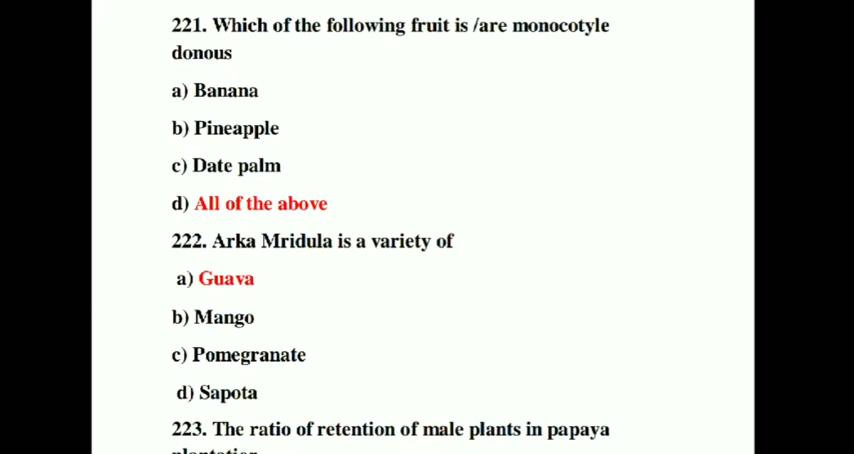 221. Which of the following fruit is /are monocotyle
donous
a) Banana
b) Pineapple
c) Date palm
d) All of the above
222. Arka Mridula is a variety of
a) Guava
b) Mango
c) Pomegranate
d) Sapota
223. The ratio of retention of male plants in papaya